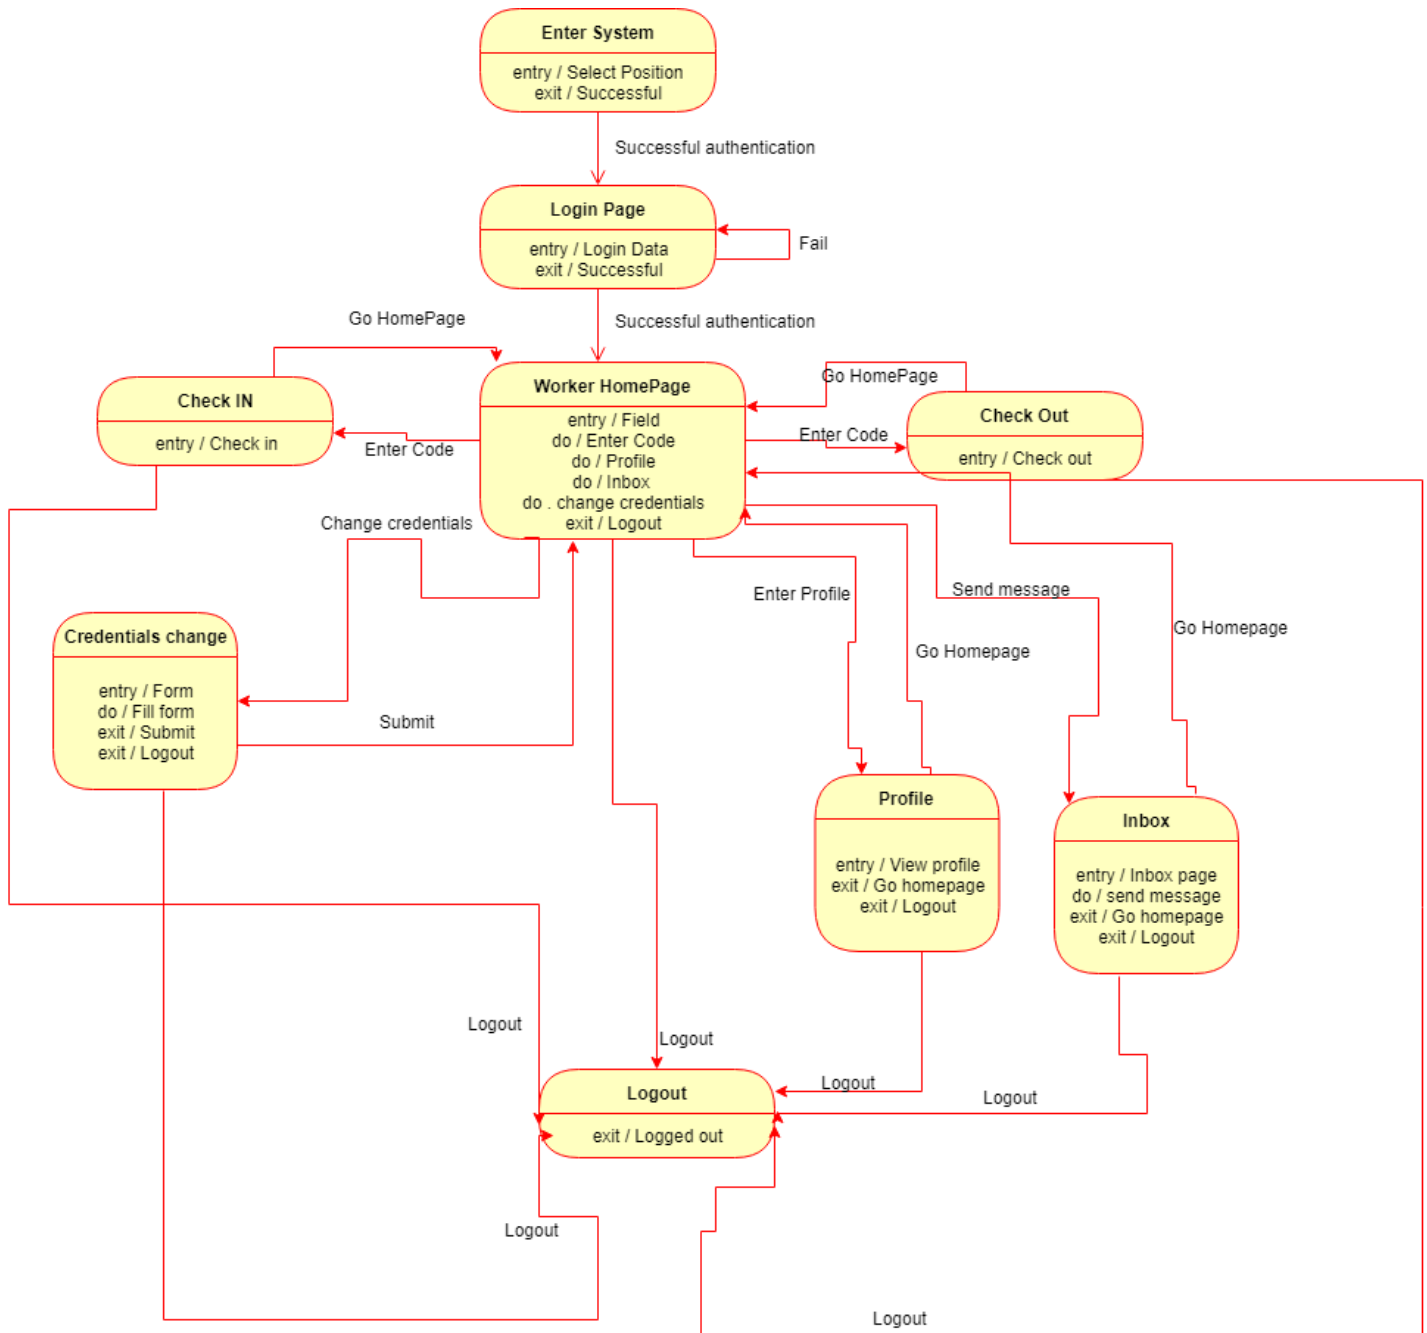 Enter System
entry / Select Position
exit / Successful
Successful authentication
Login Page
entry / Login Data
exit / Successful
Fail
Successful authentication
Go HomePage
Worker HomePage
entry / Field
do / Enter Code
do / Profile
do / Inbox
do . change credentials
exit / Logout
Check IN
entry / Check in
Enter Code
Go HomePage
Enter Code
Check Out
entry / Check out
Change credentials
Enter Profile
Send message
Go Homepage
Go Homepage
Credentials change
entry / Form
do / Fill form
exit / Submit
exit / Logout
Submit
Profile
entry / View profile
exit / Go homepage
exit / Logout
Inbox
entry / Inbox page
do / send message
exit / Go homepage
exit / Logout
Logout
Logout
Logout
Logout
Logout
exit / Logged out
Logout
Logout